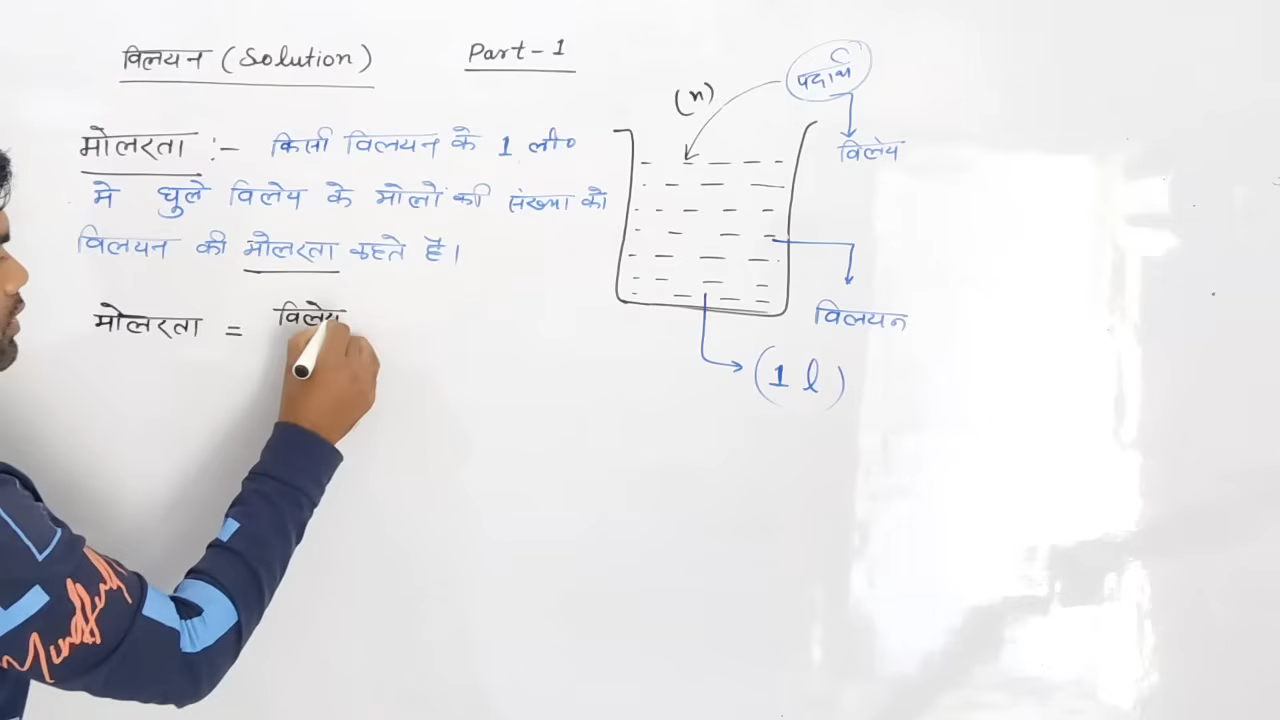 विलयन (Solution) Part-1
मोलरता :- किसी विलयन के 1 ली०
मे घुले विलेय के मोलों की संख्या को
विलयन की मोलरता कहते है।
मोलरता = विलेय
(n)
पदार्थ
विलेय
विलयन
(1 l)